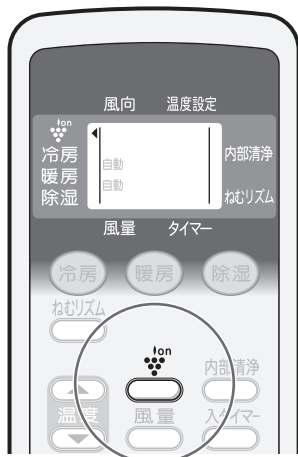 風向 温度設定
ion
冷房
暖房
除湿
自動
自動
内部清浄
ねむリズム
風量 タイマー
冷房 暖房 除湿
ねむリズム
ion
内部清浄
温度
風量
入タイマー